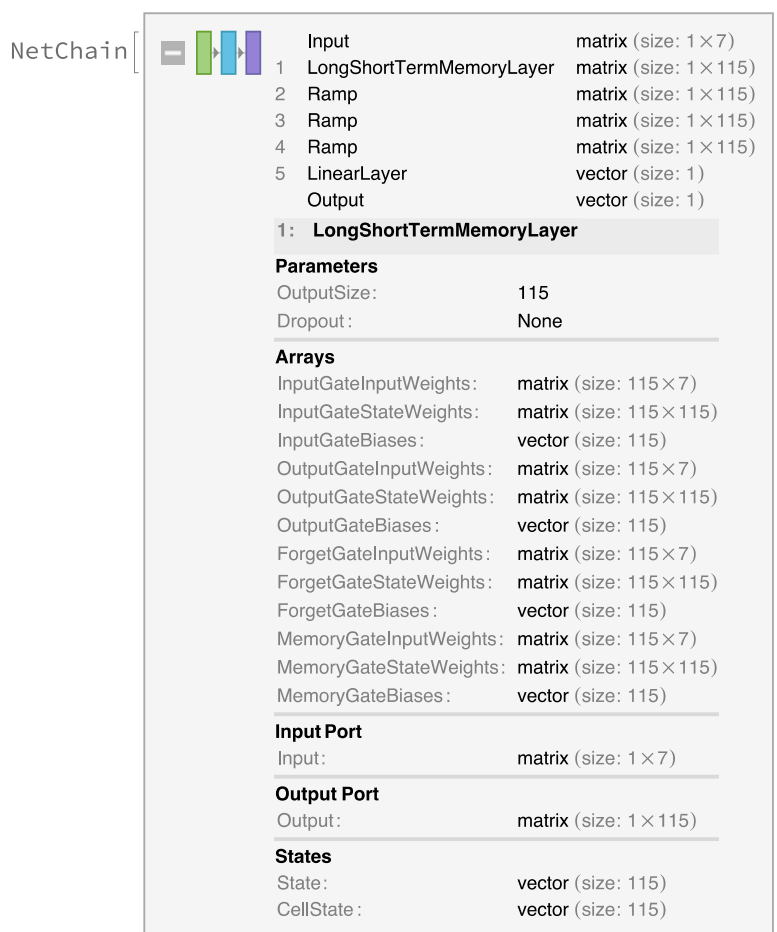 NetChain[
Input matrix (size: 1×7)
1 LongShortTermMemoryLayer matrix (size: 1×115)
2 Ramp matrix (size: 1×115)
3 Ramp matrix (size: 1×115)
4 Ramp matrix (size: 1×115)
5 LinearLayer vector (size: 1)
Output vector (size: 1)
1: LongShortTermMemoryLayer
Parameters
OutputSize: 115
Dropout: None
Arrays
InputGateInputWeights: matrix (size: 115×7)
InputGateStateWeights: matrix (size: 115×115)
InputGateBiases: vector (size: 115)
OutputGateInputWeights: matrix (size: 115×7)
OutputGateStateWeights: matrix (size: 115×115)
OutputGateBiases: vector (size: 115)
ForgetGateInputWeights: matrix (size: 115×7)
ForgetGateStateWeights: matrix (size: 115×115)
ForgetGateBiases: vector (size: 115)
MemoryGateInputWeights: matrix (size: 115×7)
MemoryGateStateWeights: matrix (size: 115×115)
MemoryGateBiases: vector (size: 115)
Input Port
Input: matrix (size: 1×7)
Output Port
Output: matrix (size: 1×115)
States
State: vector (size: 115)
CellState: vector (size: 115)